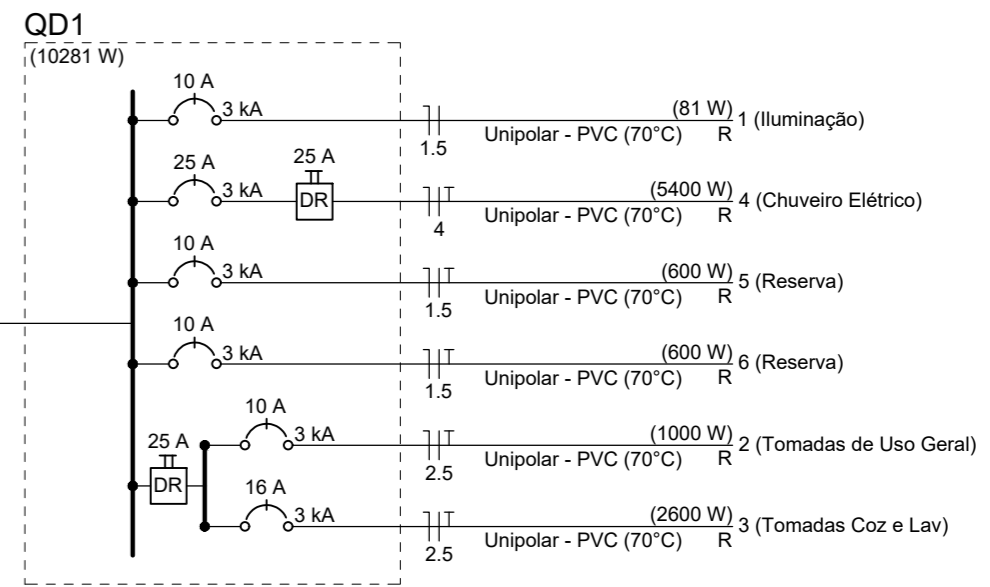 QD1
(10281 W)
10 A
3 kA
1.5
(81 W)
Unipolar - PVC (70°C) R
1 (Iluminação)
25 A
3 kA
25 A
DR
4
(5400 W)
Unipolar - PVC (70°C) R
4 (Chuveiro Elétrico)
10 A
3 kA
1.5
(600 W)
Unipolar - PVC (70°C) R
5 (Reserva)
10 A
3 kA
1.5
(600 W)
Unipolar - PVC (70°C) R
6 (Reserva)
25 A
DR
10 A
3 kA
2.5
(1000 W)
Unipolar - PVC (70°C) R
2 (Tomadas de Uso Geral)
16 A
3 kA
2.5
(2600 W)
Unipolar - PVC (70°C) R
3 (Tomadas Coz e Lav)